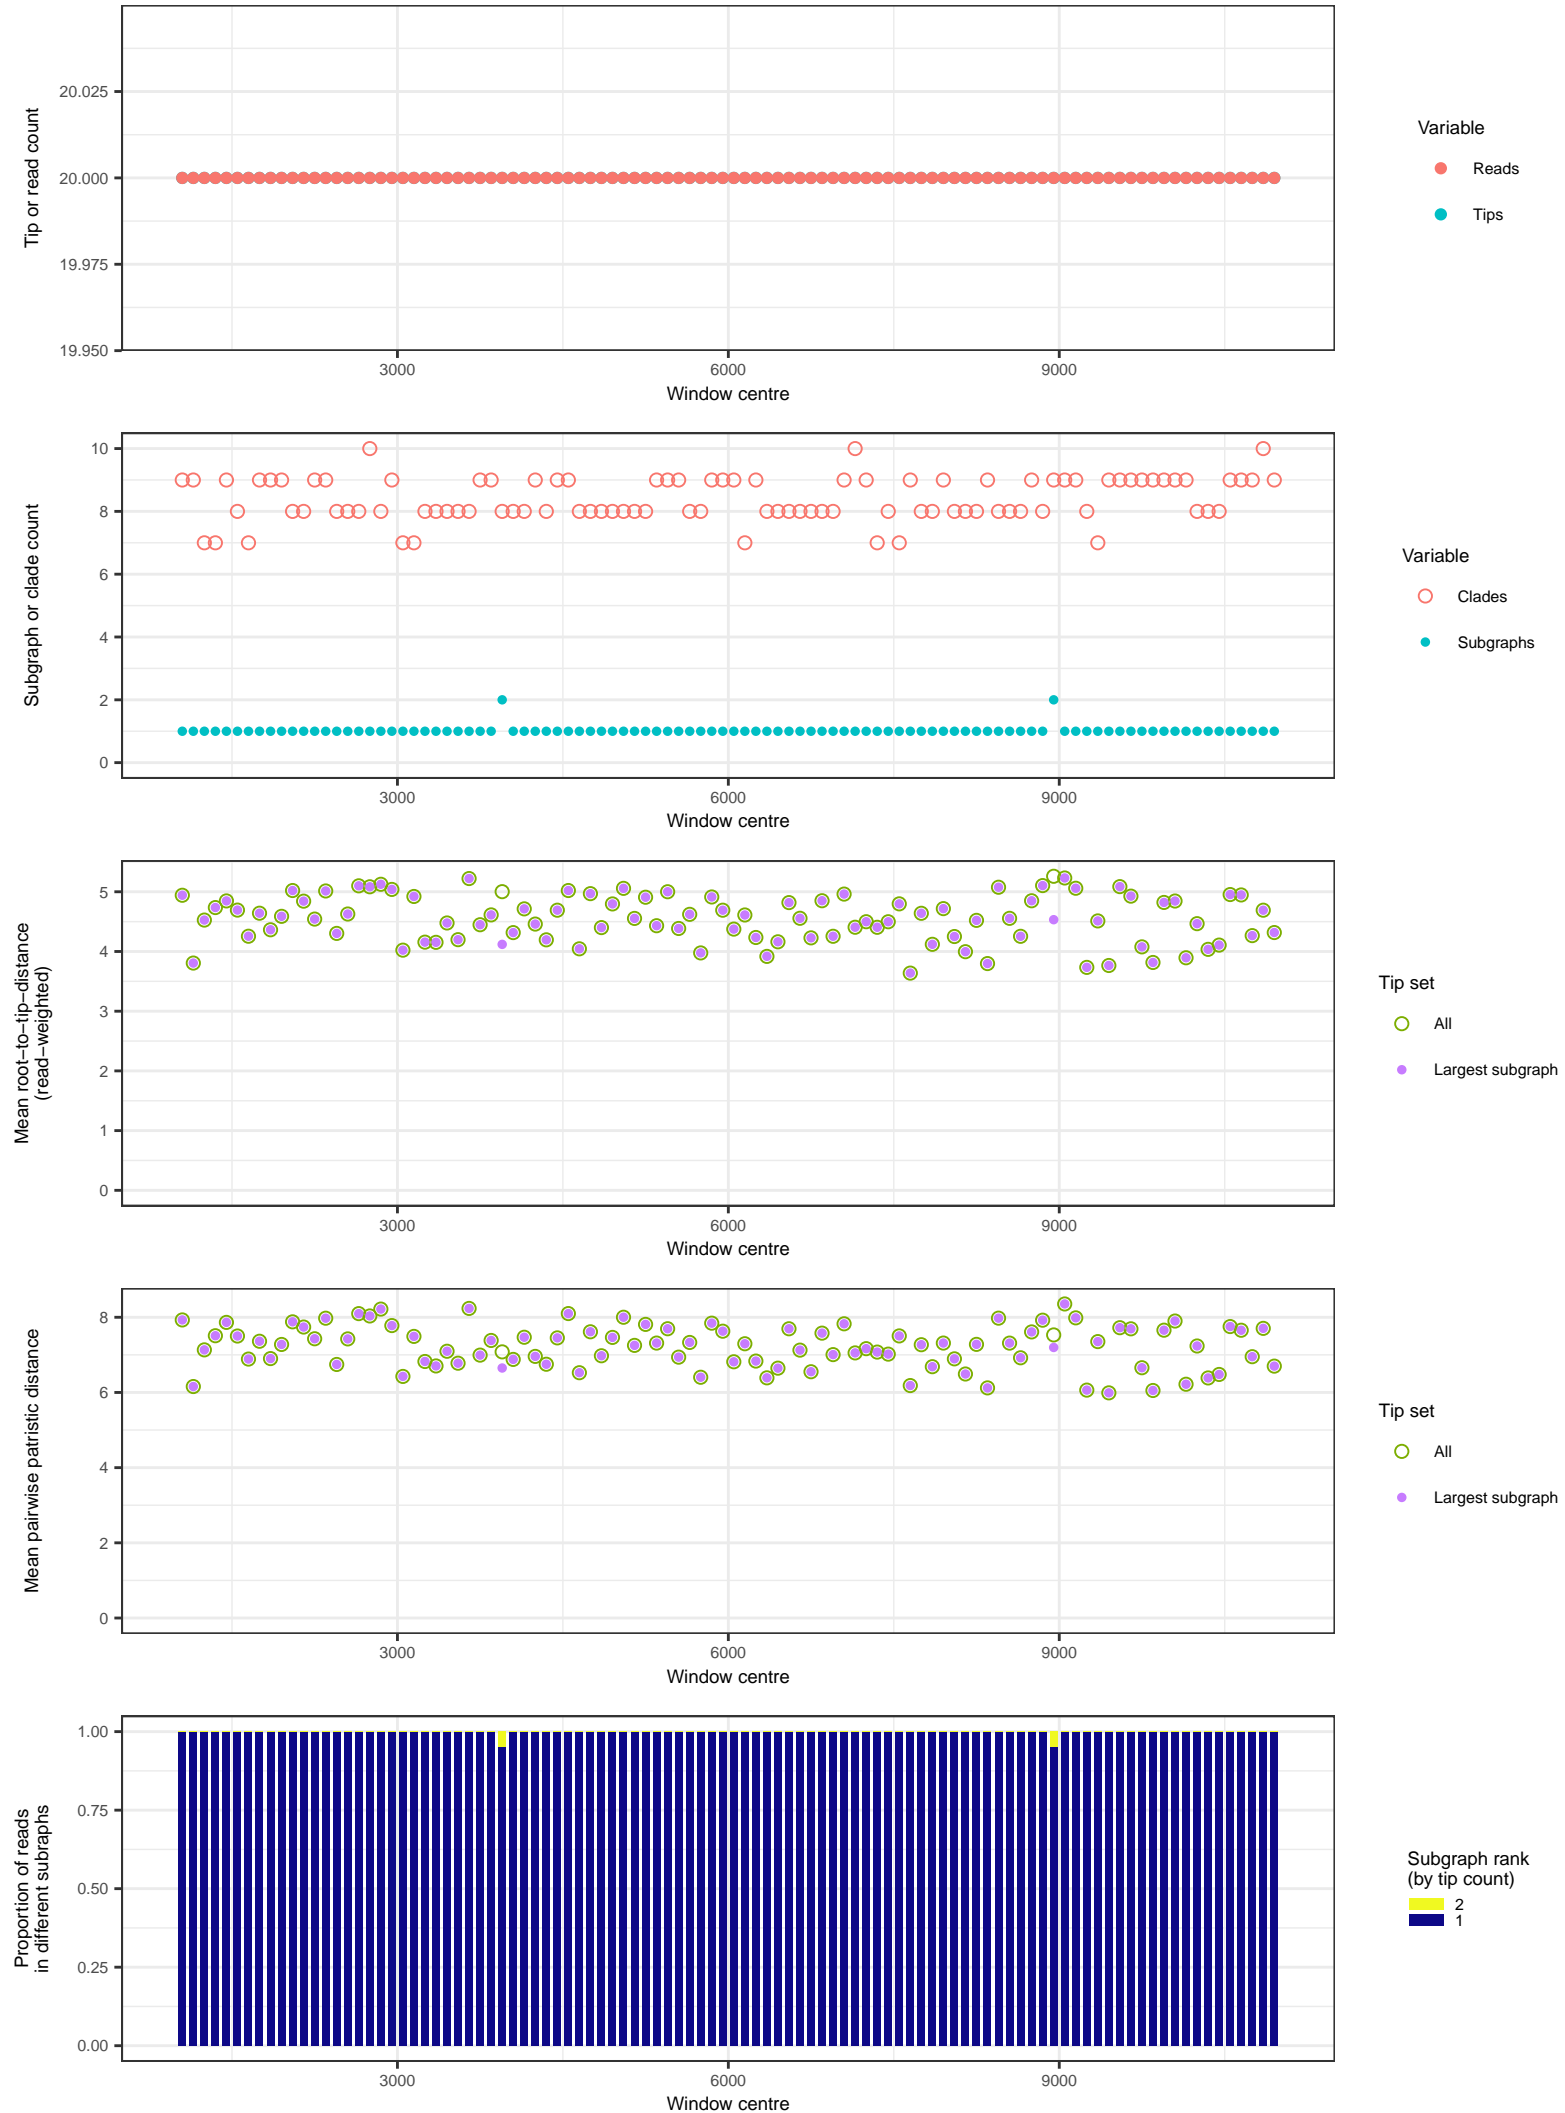 20.025
20.000
19.975
19.950
Tip or read count
3000
6000
9000
Window centre
Variable
Reads
Tips
10
8
6
4
2
0
Subgraph or clade count
3000
6000
9000
Window centre
Variable
Clades
Subgraphs
5
4
3
2
1
0
Mean root−to−tip−distance
(read−weighted)
3000
6000
9000
Window centre
Tip set
All
Largest subgraph
8
6
4
2
0
Mean pairwise patristic distance
3000
6000
9000
Window centre
Tip set
All
Largest subgraph
1.00
0.75
0.50
0.25
0.00
Proportion of reads
in different subraphs
3000
6000
9000
Window centre
Subgraph rank
(by tip count)
2
1